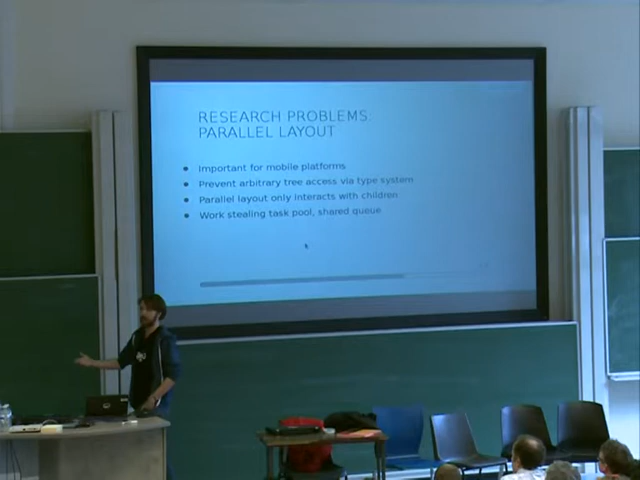 RESEARCH PROBLEMS:
PARALLEL LAYOUT
Important for mobile platforms
Prevent arbitrary tree access via type system
Parallel layout only interacts with children
Work stealing task pool, shared queue